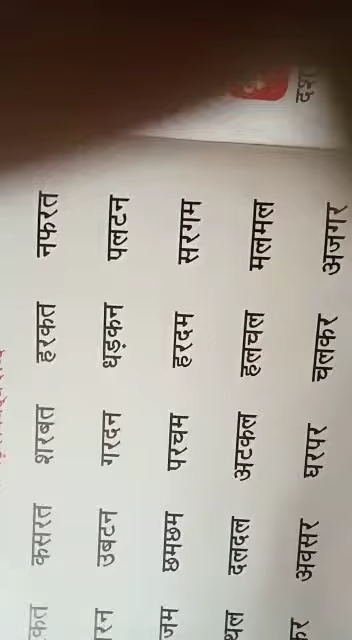 कसरत शरबत हरकत नफरत
उबटन गरदन धड़कन पलटन
छमछम परचम हरदम सरगम
दलदल अटकल हलचल मलमल
अवसर घरपर चलकर अजगर